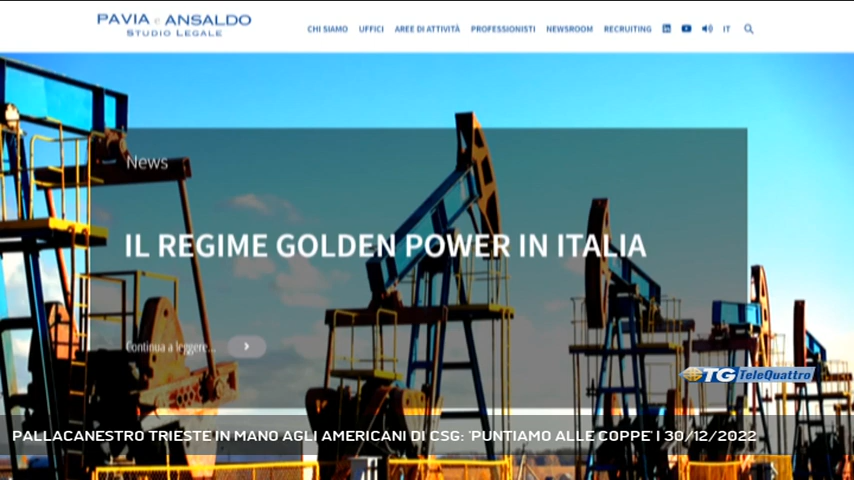 PAVIA e ANSALDO
STUDIO LEGALE
CHI SIAMO UFFICI AREE DI ATTIVITÀ PROFESSIONISTI NEWSROOM RECRUITING IT
News
IL REGIME GOLDEN POWER IN ITALIA
Continua a leggere...
TG TeleQuattro
PALLACANESTRO TRIESTE IN MANO AGLI AMERICANI DI CSG: 'PUNTIAMO ALLE COPPE' | 30/12/2022